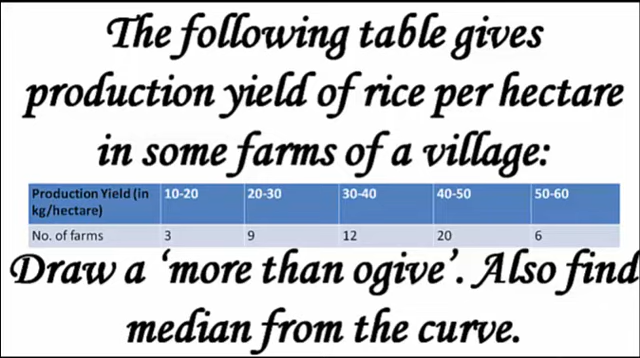 The following table gives
production yield of rice per hectare
in some farms of a village:
Production Yield (in kg/hectare) 10-20 20-30 30-40 40-50 50-60
No. of farms 3 9 12 20 6
Draw a ‘more than ogive’. Also find
median from the curve.